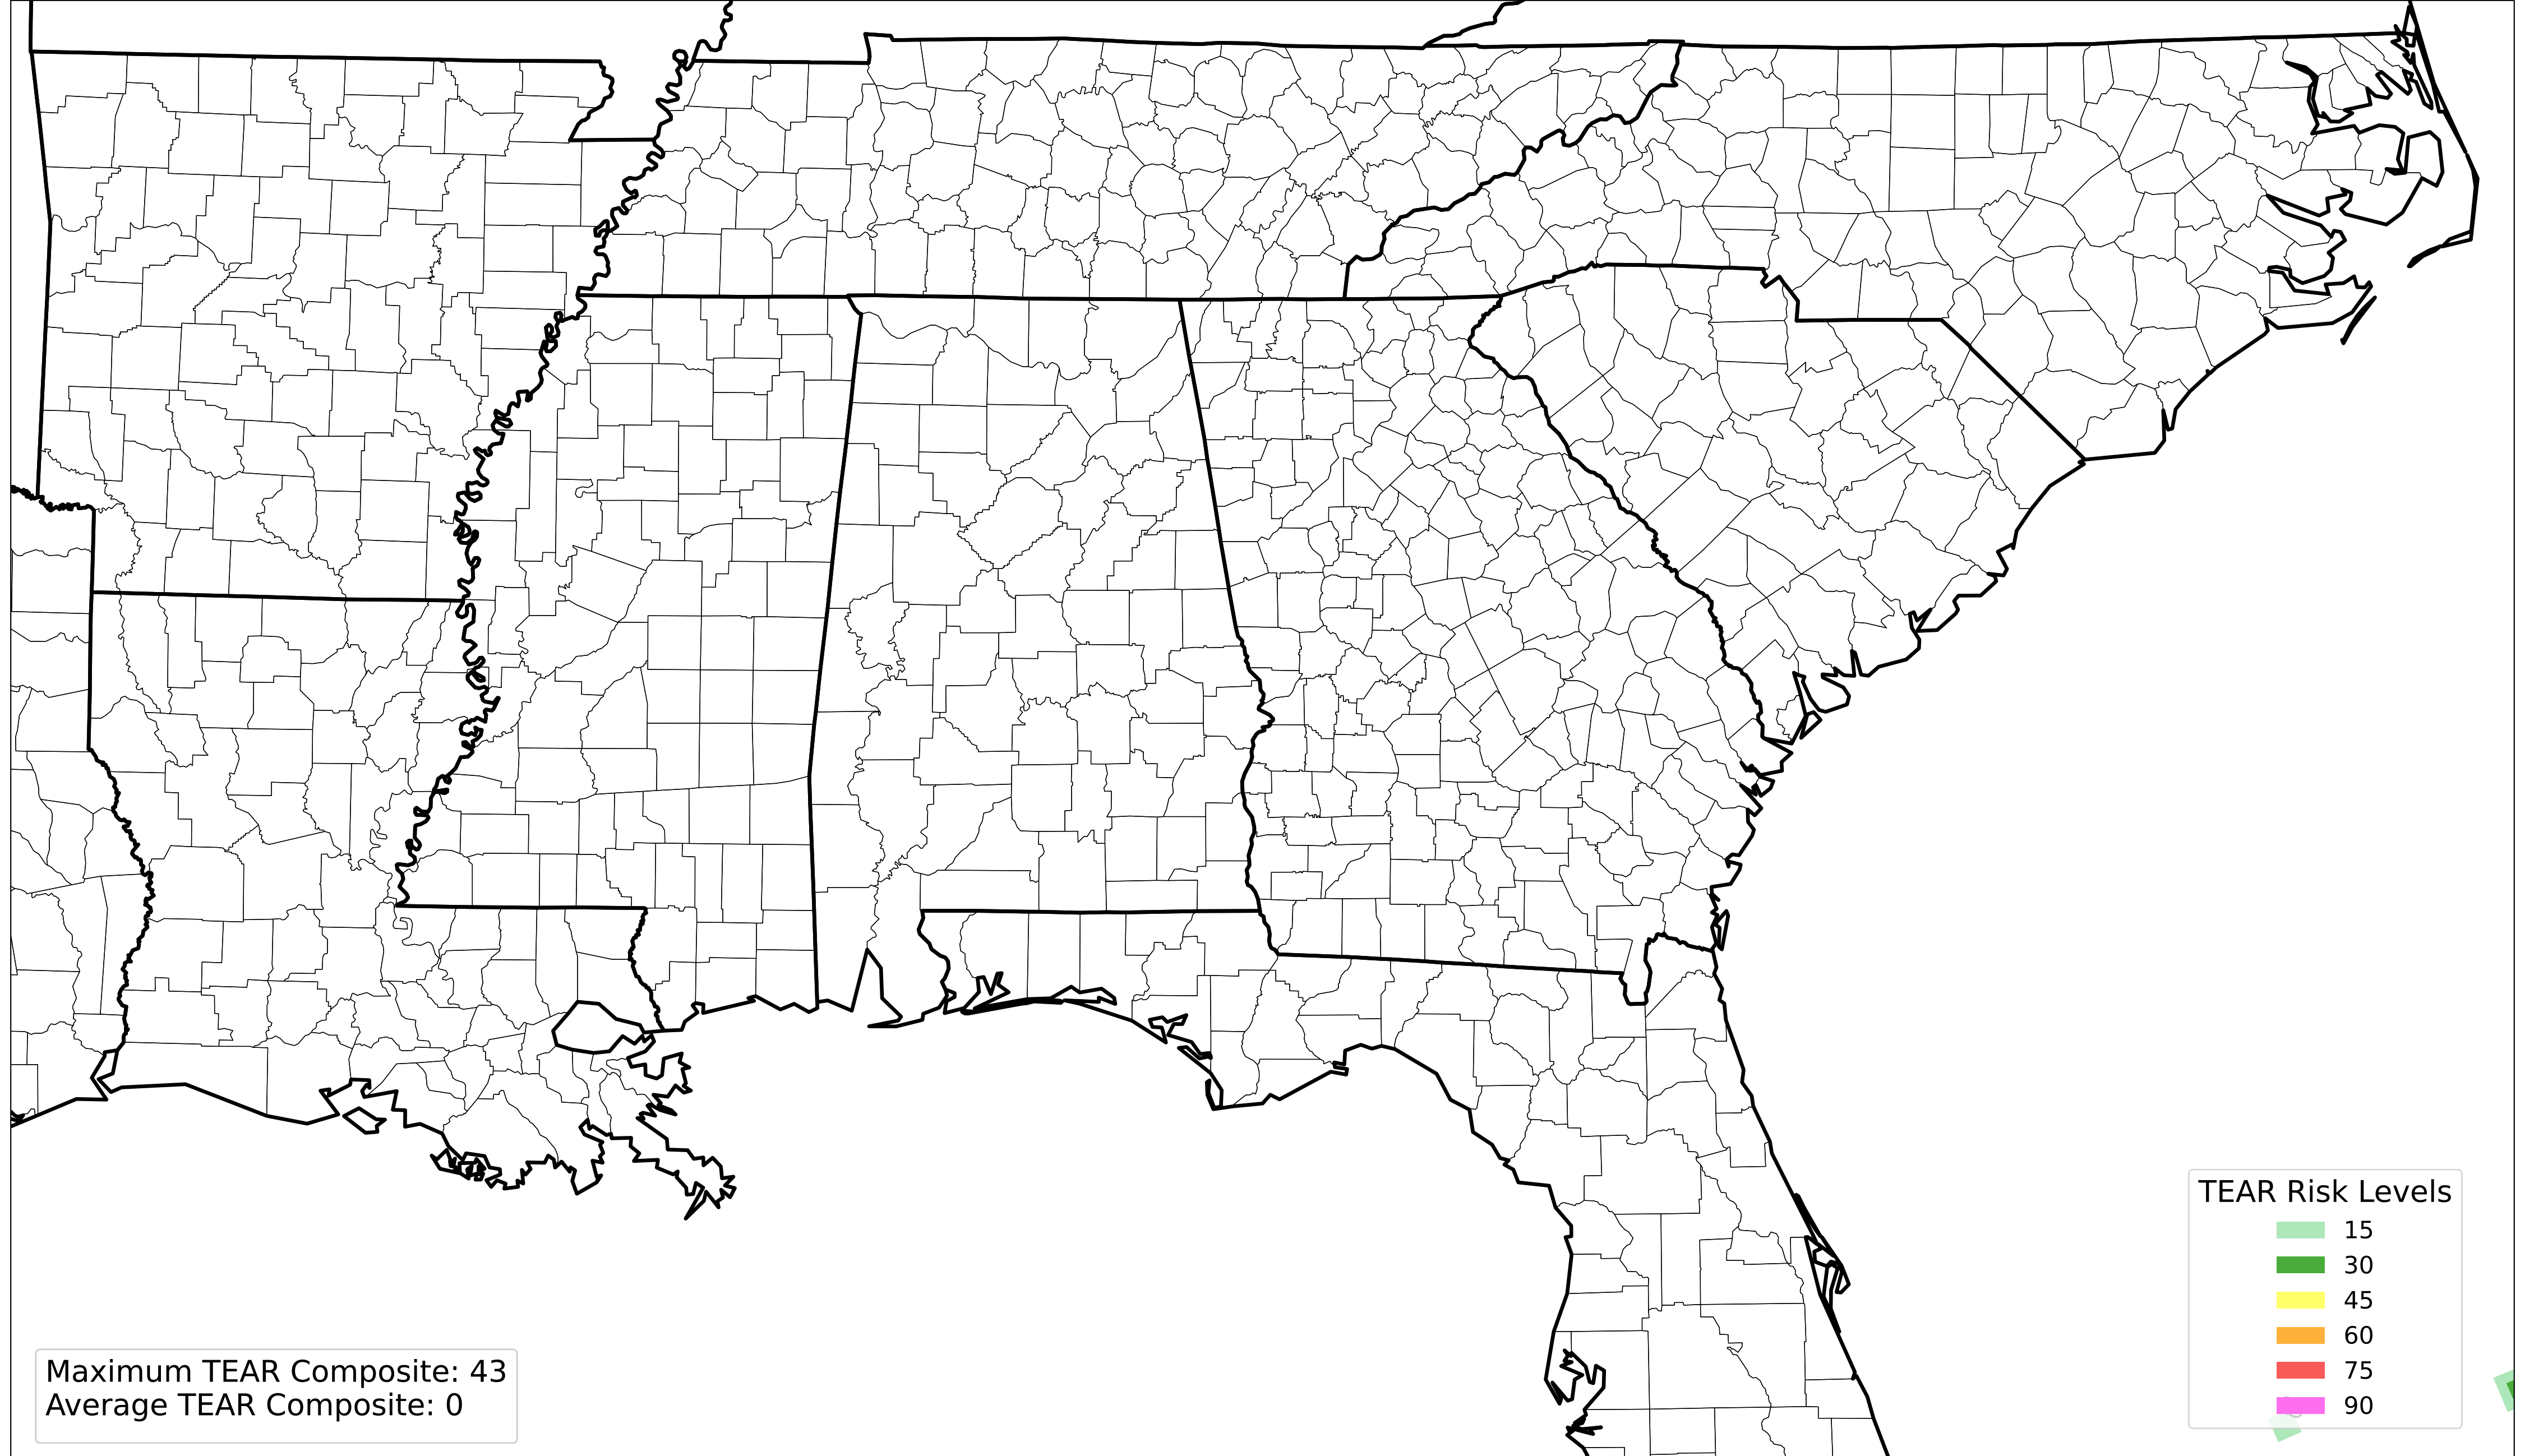 TEAR Risk Levels
15
30
45
60
75
90
Maximum TEAR Composite: 43
Average TEAR Composite: 0